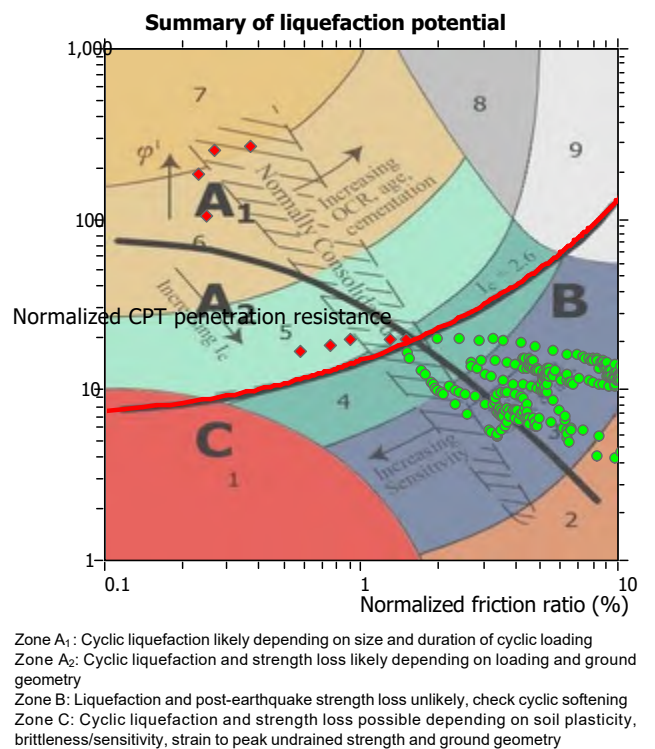 Summary of liquefaction potential
1,000
7
8
9
φ'
Increasing
OCR, age,
cementation
A1
Normally Consolid
100
6
Ic = 2.6
A2
B
Increasing Ic
Normalized CPT penetration resistance
5
10
4
C
1
3
Increasing
Sensitivity
2
1
0.1
1
10
Normalized friction ratio (%)
Zone A1: Cyclic liquefaction likely depending on size and duration of cyclic loading
Zone A2: Cyclic liquefaction and strength loss likely depending on loading and ground
geometry
Zone B: Liquefaction and post-earthquake strength loss unlikely, check cyclic softening
Zone C: Cyclic liquefaction and strength loss possible depending on soil plasticity,
brittleness/sensitivity, strain to peak undrained strength and ground geometry